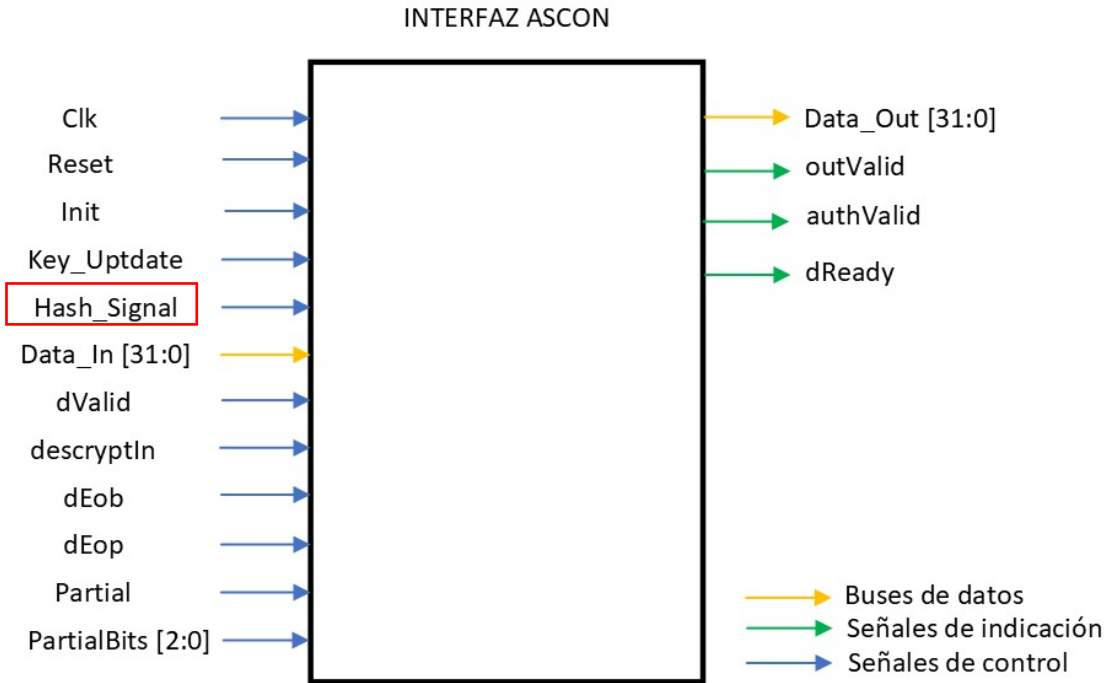 INTERFAZ ASCON
Clk
Reset
Init
Key_Uptdate
Hash_Signal
Data_In [31:0]
dValid
descryptIn
dEob
dEop
Partial
PartialBits [2:0]
Data_Out [31:0]
outValid
authValid
dReady
Buses de datos
Señales de indicación
Señales de control